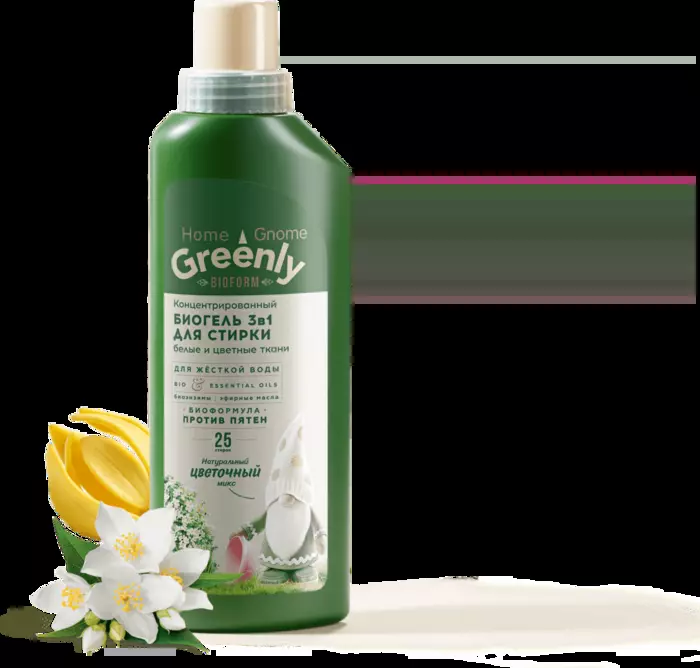 Home Gnome
Greenly
BIOFORM
Концентрированный
БИОГЕЛЬ 3в1
ДЛЯ СТИРКИ
белые и цветные ткани
ДЛЯ ЖЁСТКОЙ ВОДЫ
BIO & ESSENTIAL OILS
биоэнзимы эфирные масла
· БИОФОРМУЛА ·
ПРОТИВ ПЯТЕН
25
стирок
Натуральный
цветочный
микс